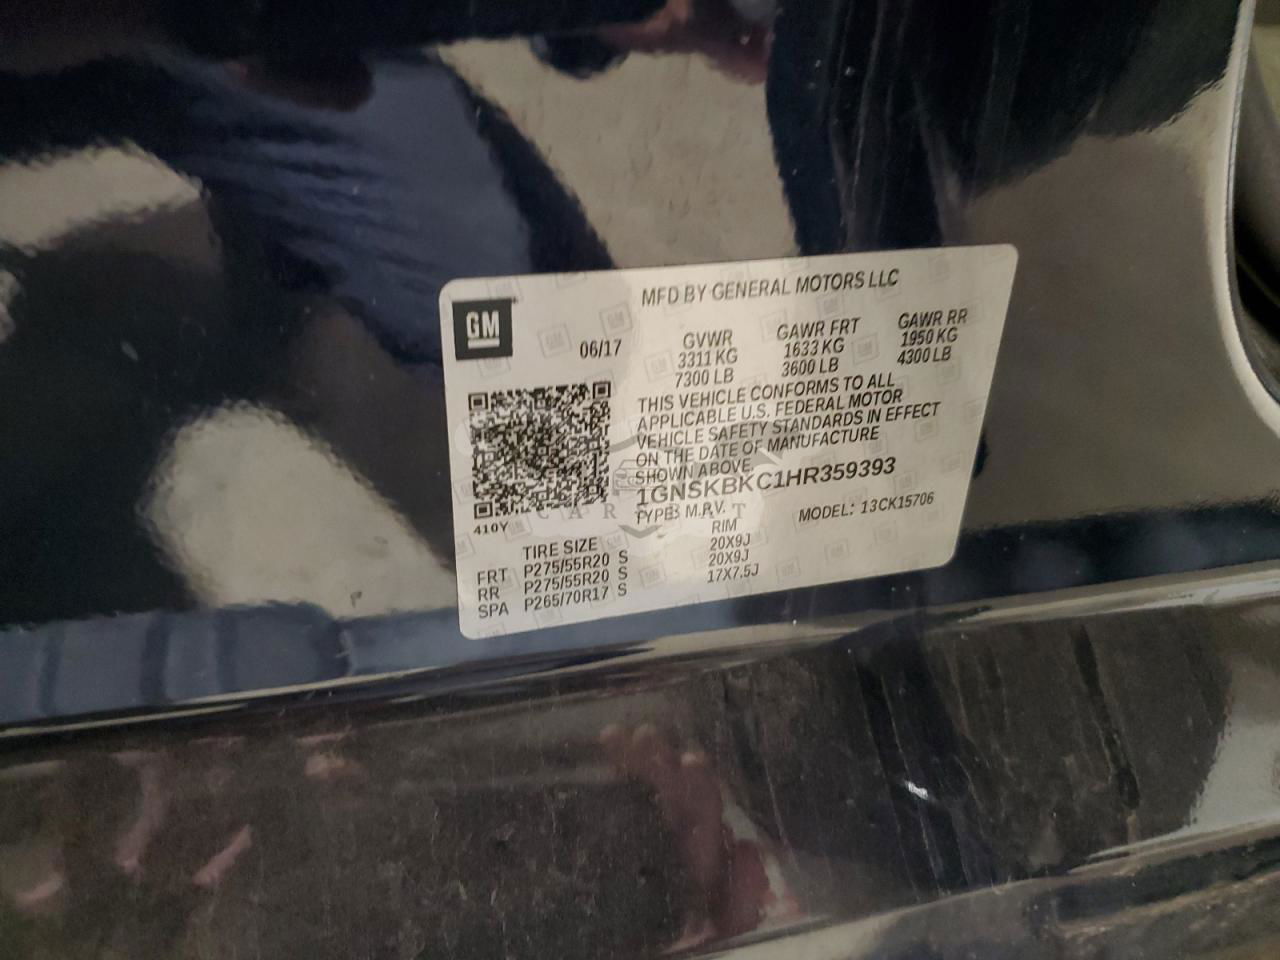 MFD BY GENERAL MOTORS LLC
GM
06/17
GVWR GAWR FRT GAWR RR
3311 KG 1633 KG 1950 KG
7300 LB 3600 LB 4300 LB
THIS VEHICLE CONFORMS TO ALL
APPLICABLE U.S. FEDERAL MOTOR
VEHICLE SAFETY STANDARDS IN EFFECT
ON THE DATE OF MANUFACTURE
SHOWN ABOVE.
1GNSKBKC1HR359393
TYPE: M.P.V. MODEL: 13CK15706
410Y
TIRE SIZE RIM
FRT P275/55R20 S 20X9J
RR P275/55R20 S 20X9J
SPA P265/70R17 S 17X7.5J